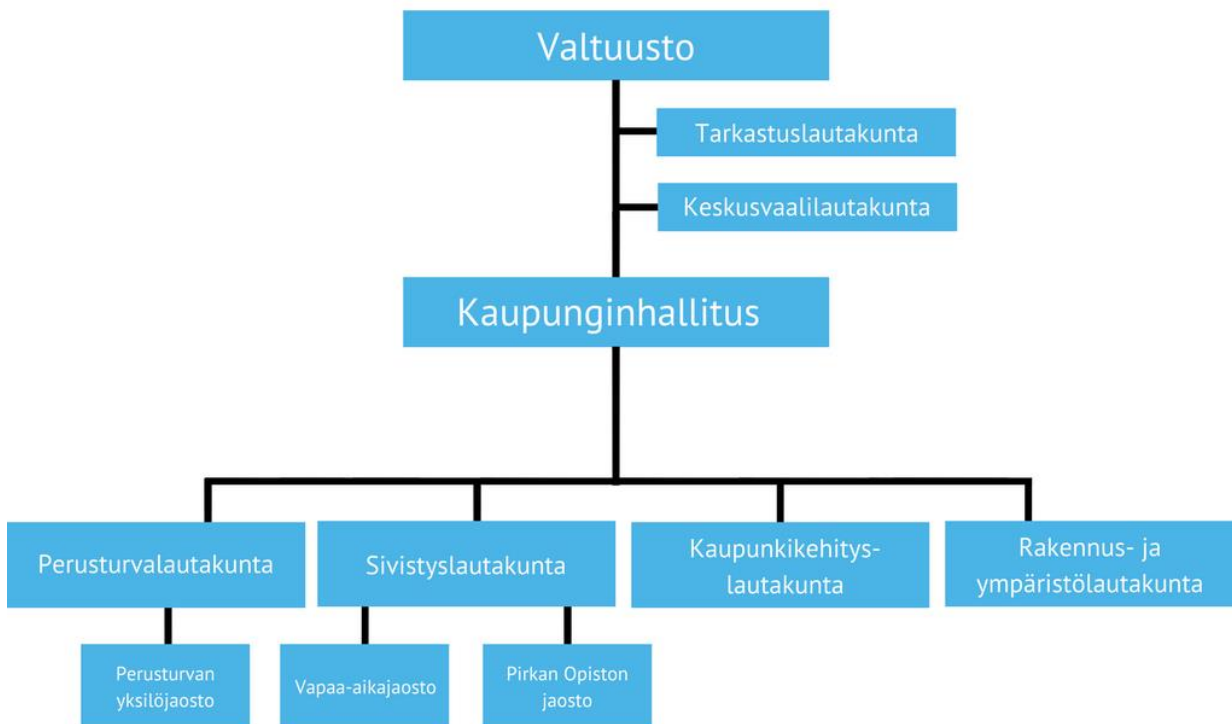 Valtuusto
Tarkastuslautakunta
Keskusvaalilautakunta
Kaupunginhallitus
Perusturvalautakunta
Sivistyslautakunta
Kaupunkikehitys-
lautakunta
Rakennus- ja
ympäristölautakunta
Perusturvan
yksilöjaosto
Vapaa-aikajaosto
Pirkan Opiston
jaosto